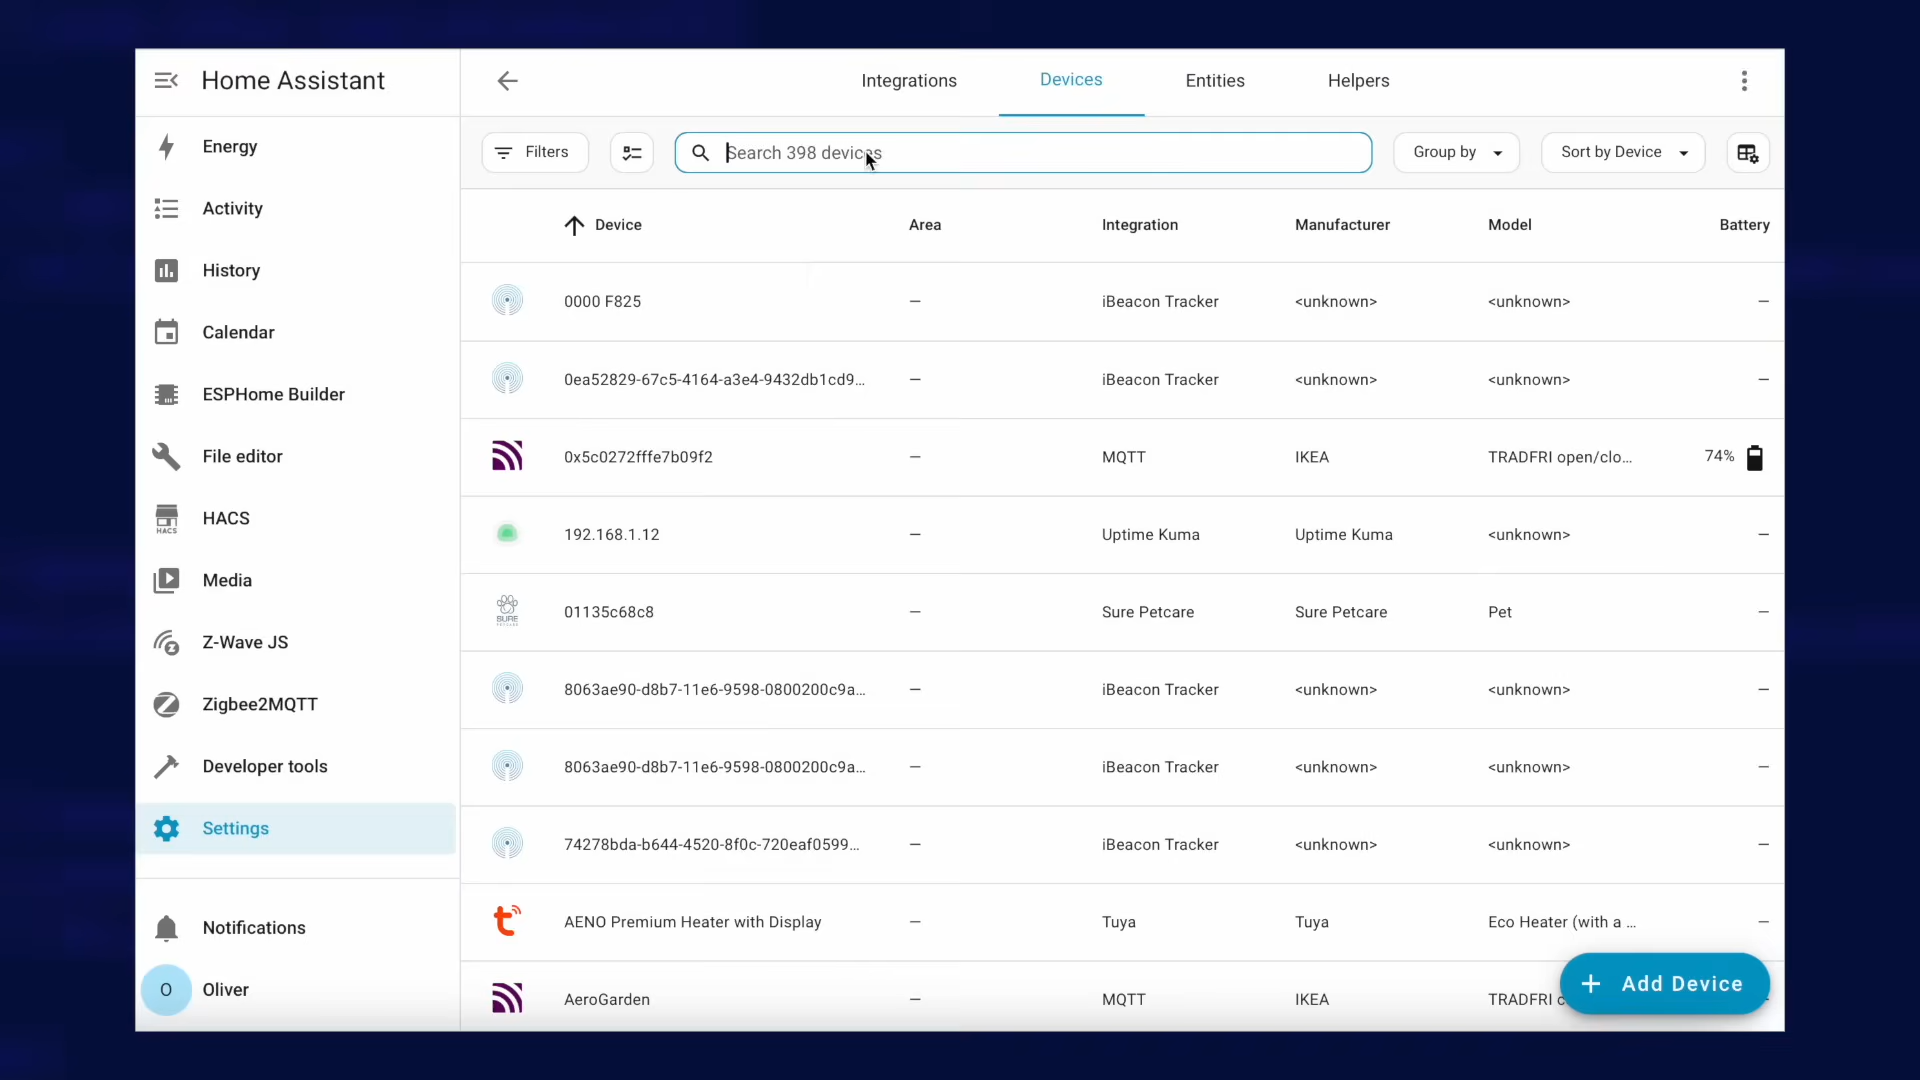 Home Assistant
Integrations
Devices
Entities
Helpers
Energy
Activity
History
Calendar
ESPHome Builder
File editor
HACS
HACS
Media
Z-Wave JS
Zigbee2MQTT
Developer tools
Settings
Notifications
O
Oliver
Filters
Search 398 devices
Group by
Sort by Device
Device Area Integration Manufacturer Model Battery
0000 F825 — iBeacon Tracker <unknown> <unknown> —
0ea52829-67c5-4164-a3e4-9432db1cd9... — iBeacon Tracker <unknown> <unknown> —
0x5c0272fffe7b09f2 — MQTT IKEA TRADFRI open/clo... 74%
192.168.1.12 — Uptime Kuma Uptime Kuma <unknown> —
SURE PETCARE 01135c68c8 — Sure Petcare Sure Petcare Pet —
8063ae90-d8b7-11e6-9598-0800200c9a... — iBeacon Tracker <unknown> <unknown> —
8063ae90-d8b7-11e6-9598-0800200c9a... — iBeacon Tracker <unknown> <unknown> —
74278bda-b644-4520-8f0c-720eaf0599... — iBeacon Tracker <unknown> <unknown> —
AENO Premium Heater with Display — Tuya Tuya Eco Heater (with a ... —
AeroGarden — MQTT IKEA TRADFRI
+ Add Device